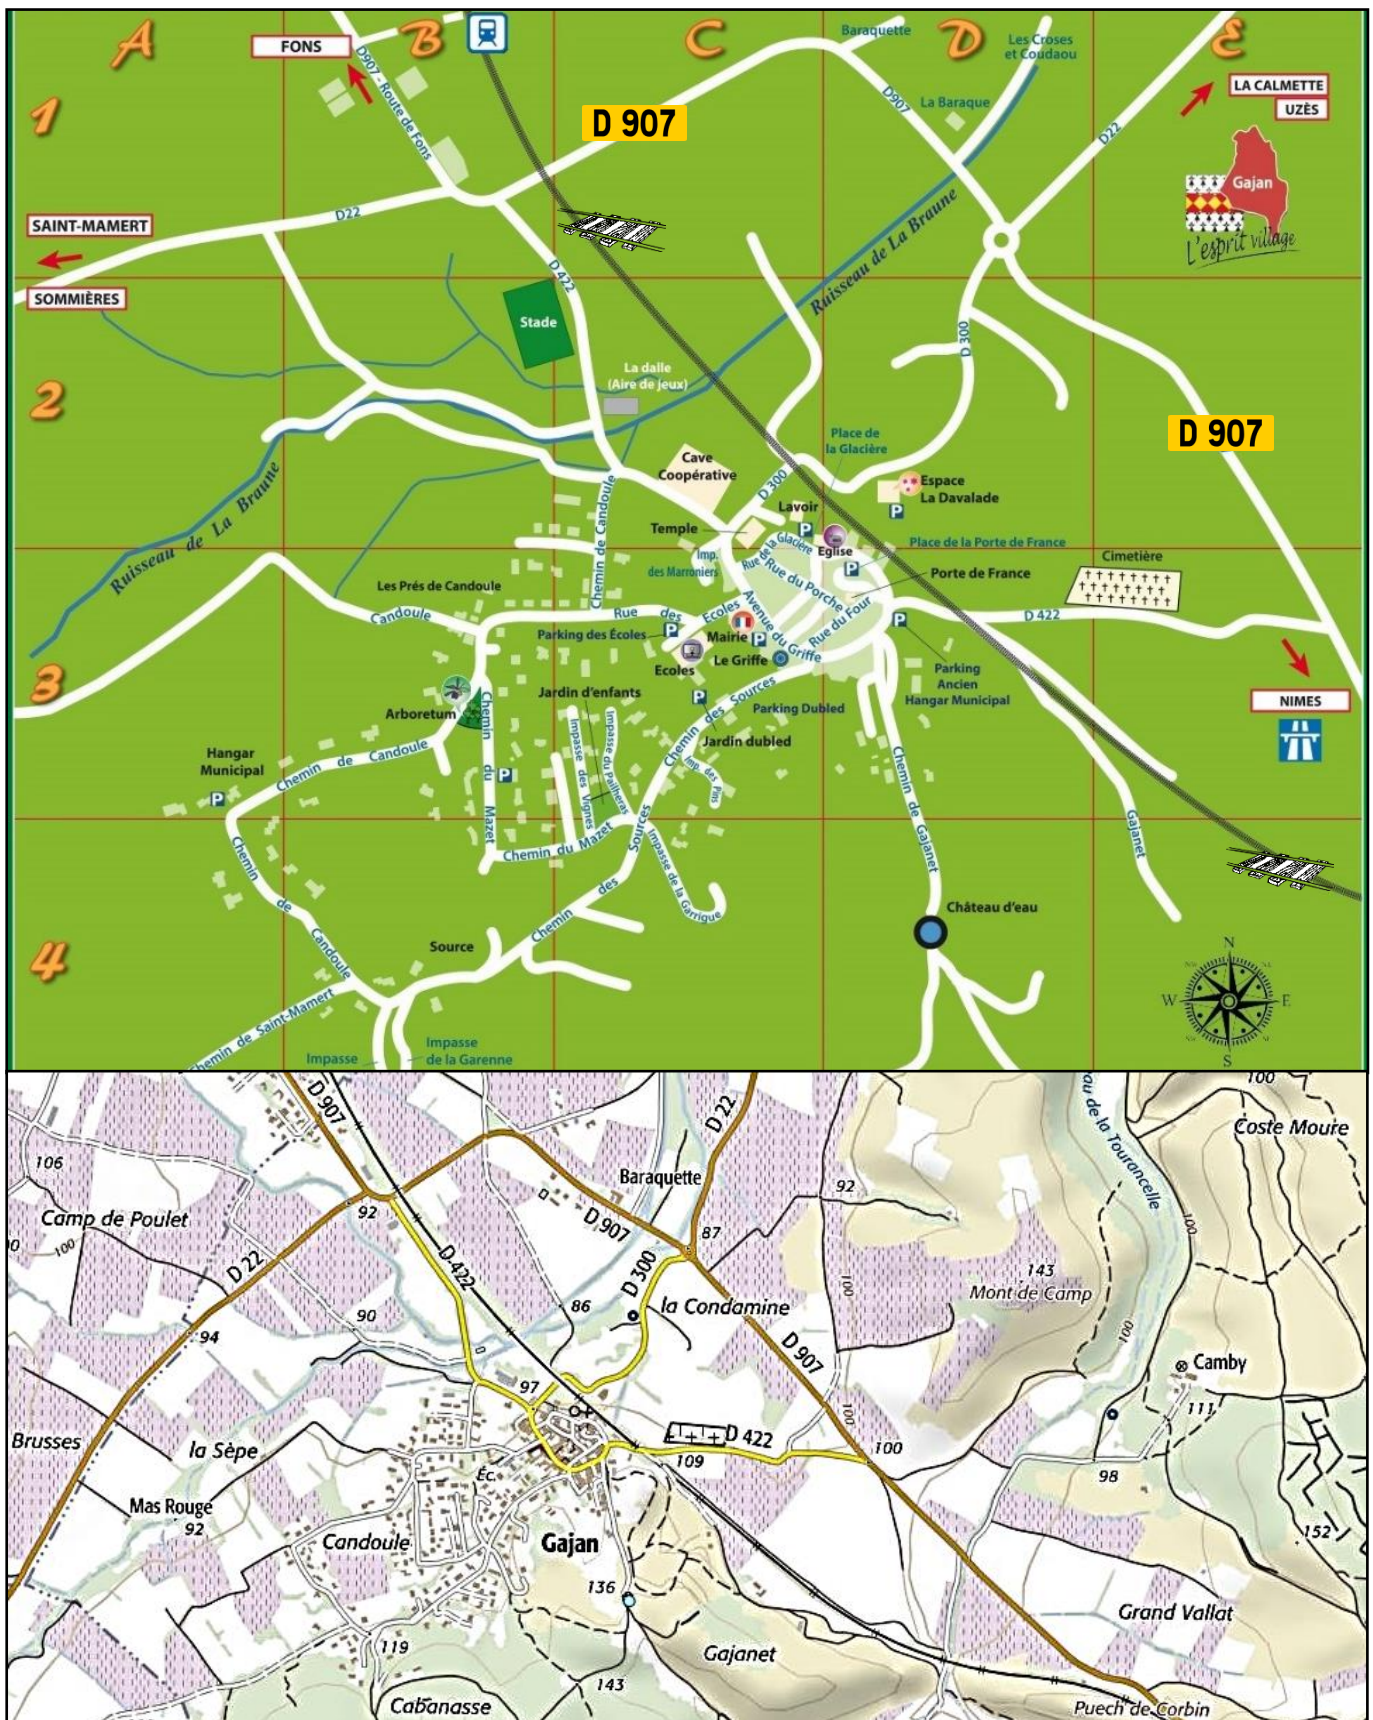 A
B
C
D
E
FONS
Baraquette
Les Croses
et Coudaou
D907 - Route de Fons
LA CALMETTE
UZÈS
1
D 907
D907
La Baraque
D22
Gajan
L'esprit village
SAINT-MAMERT
D22
SOMMIÈRES
D 422
Ruisseau de La Braune
Stade
D 300
La dalle
(Aire de jeux)
2
D 907
Place de
la Glacière
Cave
Coopérative
D 300
Espace
La Davalade
P
Ruisseau de La Braune
Chemin de Candoule
Lavoir
P
Temple
Eglise
Place de la Porte de France
Imp.
des Marroniers
Rue de la Glacière
P
Cimetière
Porte de France
Les Prés de Candoule
Rue du Porche
Candoule
Rue des Ecoles
Avenue du Griffe
Rue du Four
D 422
P
Parking des Écoles
P
Mairie
P
Ecoles
Le Griffe
3
Parking
Ancien
Hangar Municipal
NIMES
Jardin d'enfants
P
Chemin des Sources
Parking Dubled
Arboretum
Jardin dubled
Chemin du Mazet
Impasse des Vignes
Impasse du Pailheras
Imp. des Pins
Hangar
Municipal
P
Chemin de Candoule
P
Chemin de Gajanet
Gajanet
Chemin du Mazet
Impasse de la Garrigue
Chemin des Sources
Chemin de Candoule
Château d'eau
Source
4
N
W
E
S
Chemin de Saint-Mamert
Impasse
Impasse
de la Garenne
D 907
D 22
au de la Tourancelle
100
Coste Moure
106
Baraquette
92
Camp de Poulet
92
D 907
87
100
100
D 22
D 422
D 300
143
Mont de Camp
90
86
la Condamine
100
94
D 907
100
Camby
97
111
100
Brusses
la Sèpe
D 422
100
109
98
Éc.
Mas Rouge
92
Candoule
Gajan
152
136
Grand Vallat
119
Gajanet
143
Cabanasse
Puech de Corbin